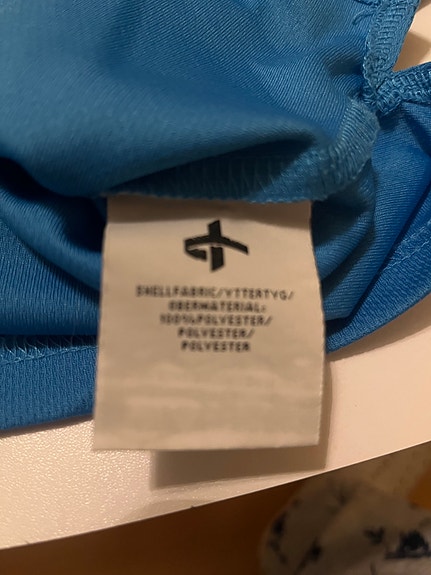 SHELLFABRIC/YTTERTYG/
OBERMATERIAL:
100%POLYESTER/
POLYESTER/
POLYESTER